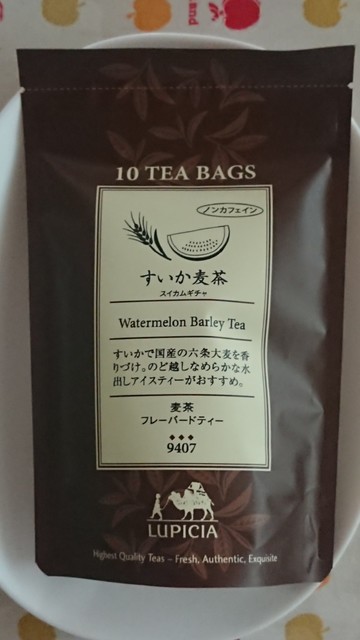 10 TEA BAGS
ノンカフェイン
すいか麦茶
スイカムギチャ
Watermelon Barley Tea
すいかで国産の六条大麦を香
りづけ。のど越しなめらかな水
出しアイスティーがおすすめ。
麦茶
フレーバードティー
9407
LUPICIA
Highest Quality Teas – Fresh, Authentic, Exquisite